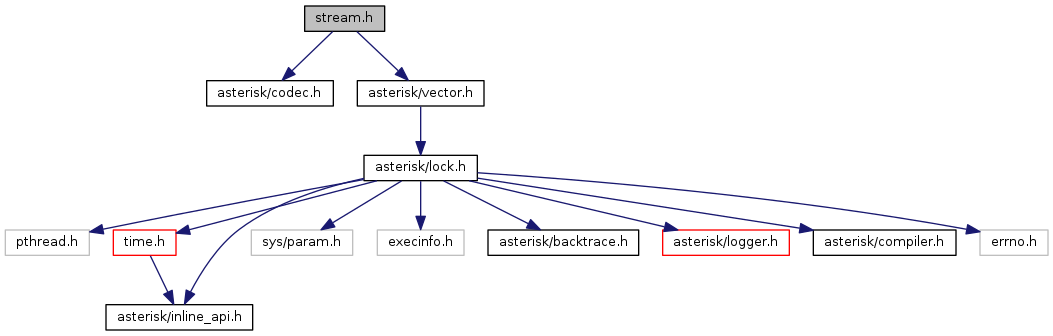 stream.h
asterisk/codec.h
asterisk/vector.h
asterisk/lock.h
pthread.h
time.h
sys/param.h
execinfo.h
asterisk/backtrace.h
asterisk/logger.h
asterisk/compiler.h
errno.h
asterisk/inline_api.h